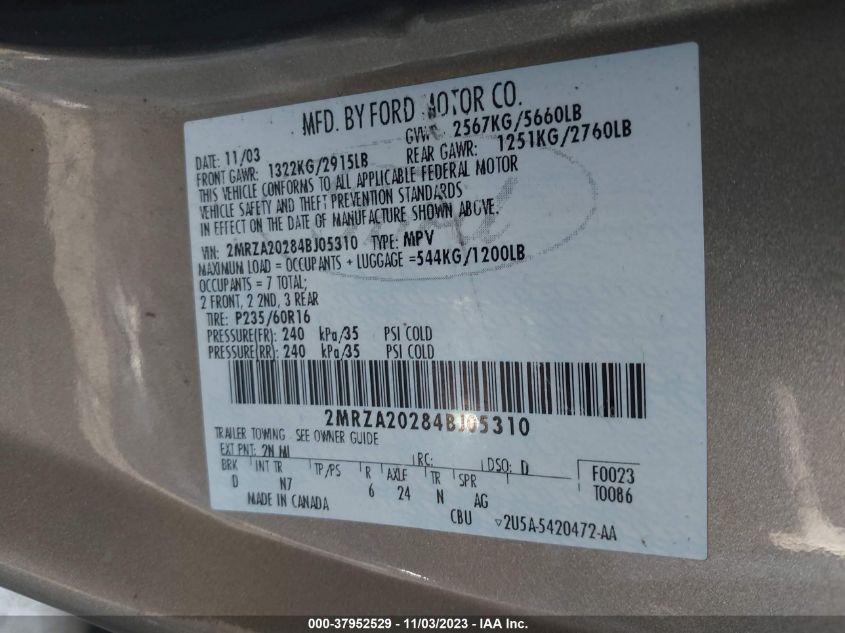 MFD. BY FORD MOTOR CO.
DATE: 11/03 GVWR: 2567KG/5660LB
FRONT GAWR: 1322KG/2915LB REAR GAWR: 1251KG/2760LB
THIS VEHICLE CONFORMS TO ALL APPLICABLE FEDERAL MOTOR
VEHICLE SAFETY AND THEFT PREVENTION STANDARDS
IN EFFECT ON THE DATE OF MANUFACTURE SHOWN ABOVE.
VIN: 2MRZA20284BJ05310 TYPE: MPV
MAXIMUM LOAD = OCCUPANTS + LUGGAGE =544KG/1200LB
OCCUPANTS = 7 TOTAL;
2 FRONT, 2 2ND, 3 REAR
TIRE: P235/60R16
PRESSURE(FR): 240 kPa/35 PSI COLD
PRESSURE(RR): 240 kPa/35 PSI COLD
2MRZA20284BJ05310
TRAILER TOWING - SEE OWNER GUIDE
EXT PNT: 2N M1 RC: DSO: D F0023
BRK INT TR TP/PS R AXLE TR SPR T0086
D N7 6 24 N AG
MADE IN CANADA CBU ▽2U5A-5420472-AA
000-37952529 - 11/03/2023 - IAA Inc.